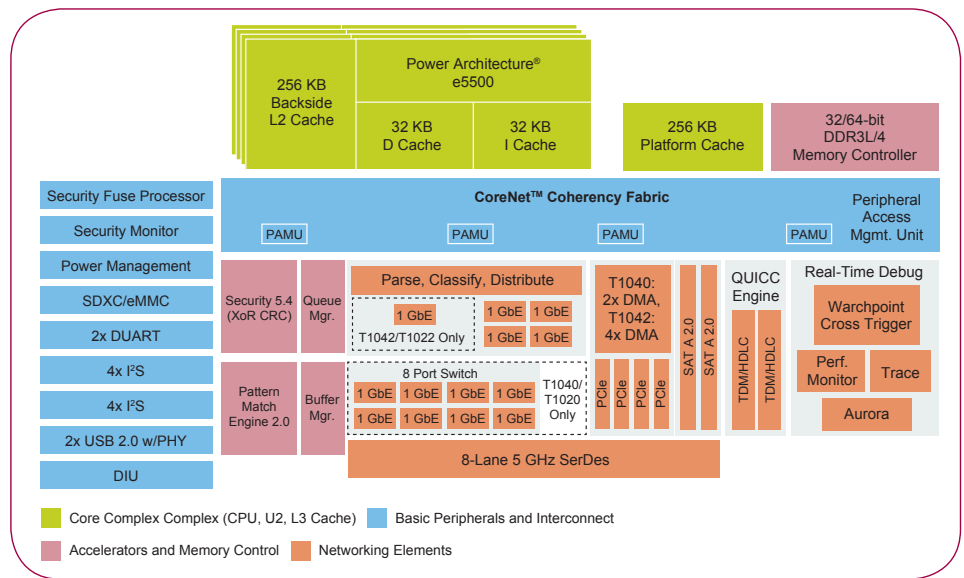 Power Architecture®
e5500
256 KB
Backside
L2 Cache
32 KB
D Cache
32 KB
I Cache
256 KB
Platform Cache
32/64-bit
DDR3L/4
Memory Controller
Security Fuse Processor
Security Monitor
Power Management
SDXC/eMMC
2x DUART
4x I²S
4x I²S
2x USB 2.0 w/PHY
DIU
CoreNet™ Coherency Fabric
PAMU
PAMU
PAMU
PAMU
Peripheral
Access
Mgmt. Unit
Security 5.4
(XoR CRC)
Queue
Mgr.
Parse, Classify, Distribute
1 GbE
T1042/T1022 Only
1 GbE
1 GbE
1 GbE
1 GbE
T1040:
2x DMA,
T1042:
4x DMA
SAT A 2.0
SAT A 2.0
QUICC
Engine
TDM/HDLC
TDM/HDLC
Real-Time Debug
Warchpoint
Cross Trigger
Perf.
Monitor
Trace
Aurora
Pattern
Match
Engine 2.0
Buffer
Mgr.
8 Port Switch
1 GbE
1 GbE
1 GbE
1 GbE
1 GbE
1 GbE
1 GbE
1 GbE
T1040/
T1020
Only
PCIe
PCIe
PCIe
PCIe
8-Lane 5 GHz SerDes
Core Complex Complex (CPU, U2, L3 Cache)
Basic Peripherals and Interconnect
Accelerators and Memory Control
Networking Elements